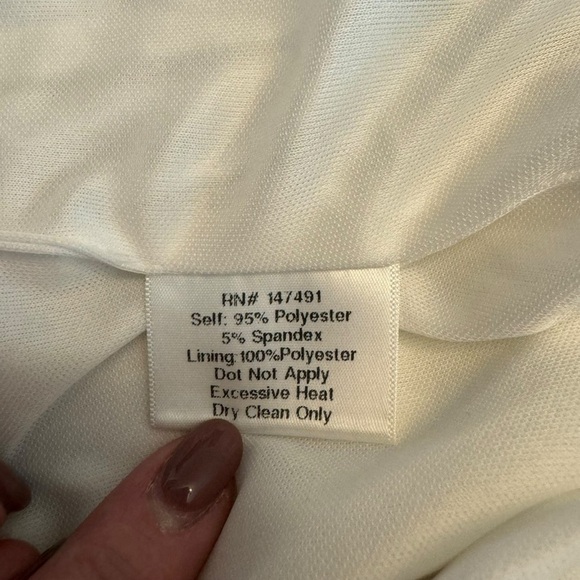 RN# 147491
Self: 95% Polyester
5% Spandex
Lining:100%Polyester
Dot Not Apply
Excessive Heat
Dry Clean Only